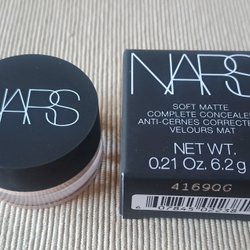 NARS
NARS
SOFT MATTE
COMPLETE CONCEALER
ANTI-CERNES CORRECTEUR
VELOURS MAT
NET WT.
0.21 Oz. 6.2 g
4169QG